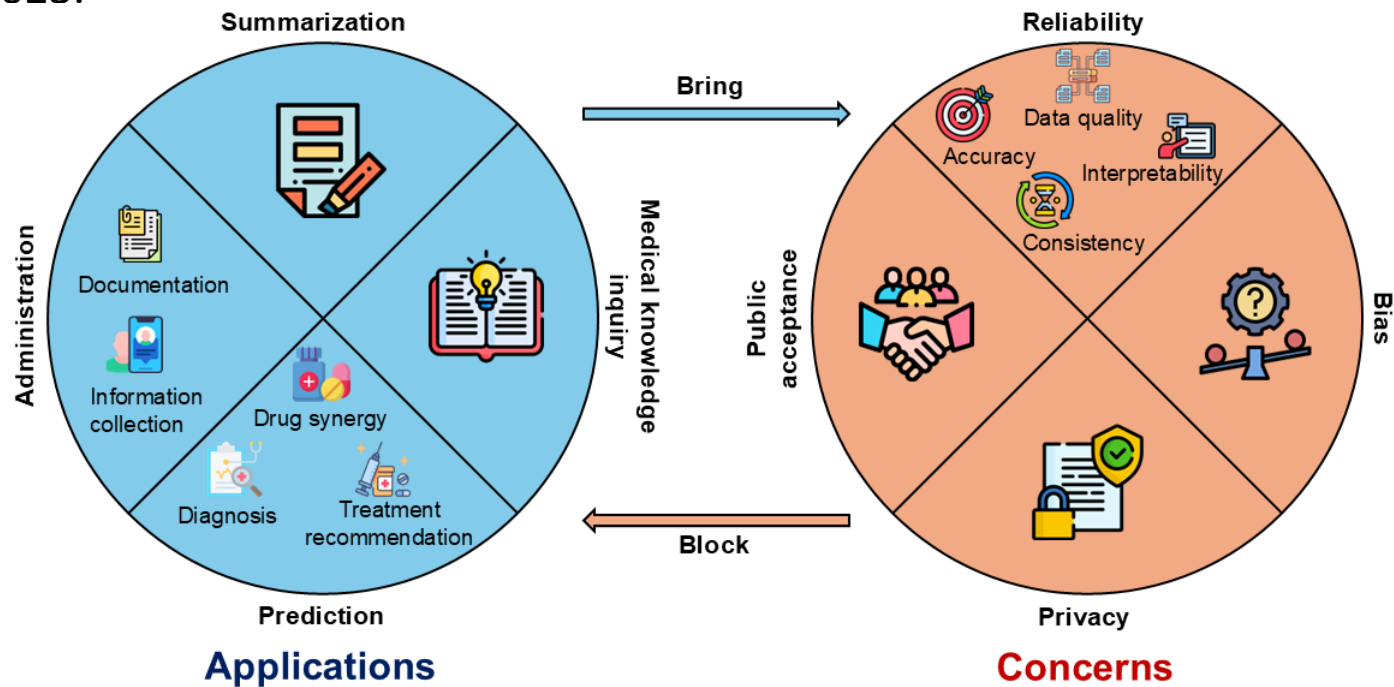 Summarization
Administration
Documentation
Information
collection
Drug synergy
Diagnosis
Treatment
recommendation
Medical knowledge
inquiry
Prediction
Applications
Bring
Block
Reliability
Data quality
Accuracy
Interpretability
Consistency
Public
acceptance
?
Bias
Privacy
Concerns